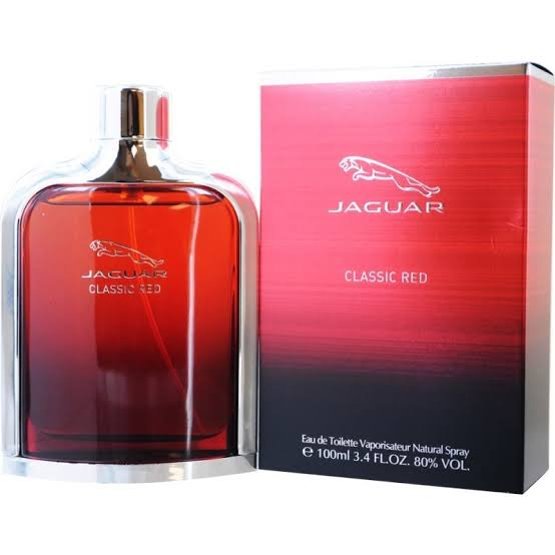 JAGUAR
CLASSIC RED
JAGUAR
CLASSIC RED
Eau de Toilette Vaporisateur Natural Spray
℮ 100ml 3.4 FL.OZ. 80% VOL.